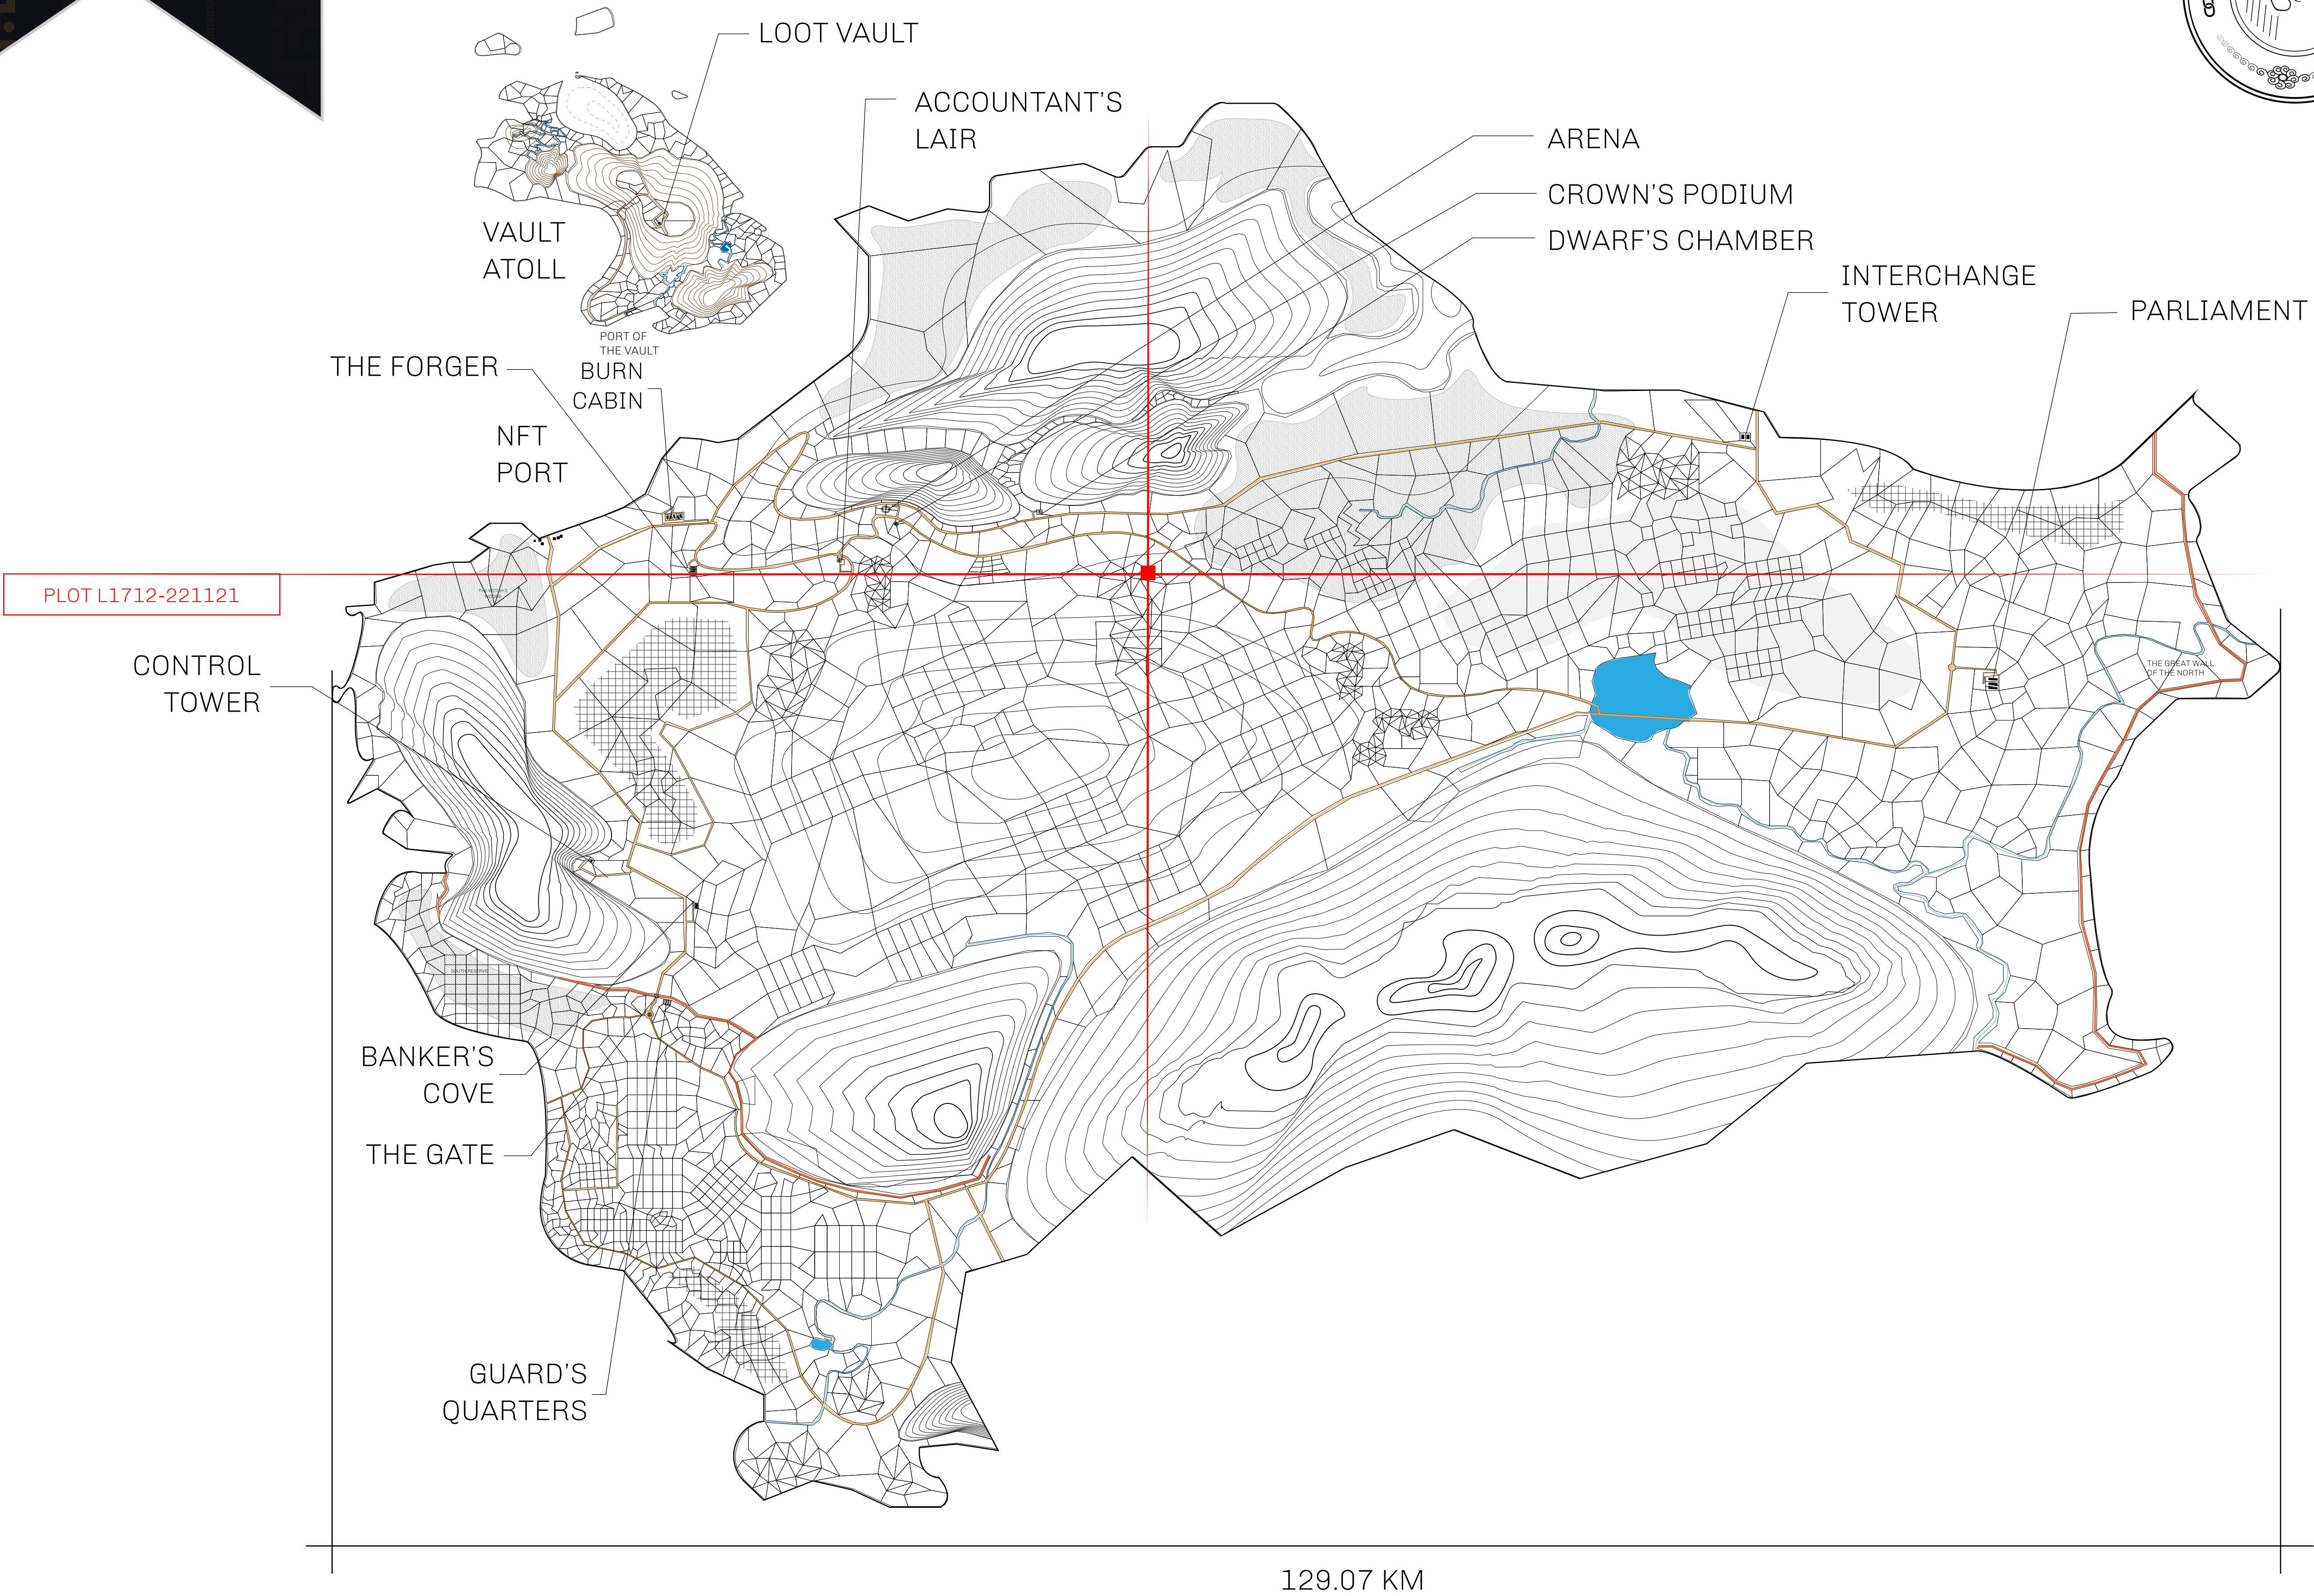 LOOT VAULT
ACCOUNTANT'S
LAIR
ARENA
CROWN'S PODIUM
DWARF'S CHAMBER
INTERCHANGE
TOWER
PARLIAMENT
VAULT
ATOLL
PORT OF
THE VAULT
THE FORGER
BURN
CABIN
NFT
PORT
PLOT L1712-221121
CONTROL
TOWER
THE GREAT WALL
OF THE NORTH
SOUTH RESERVE
BANKER'S
COVE
THE GATE
GUARD'S
QUARTERS
129.07 KM